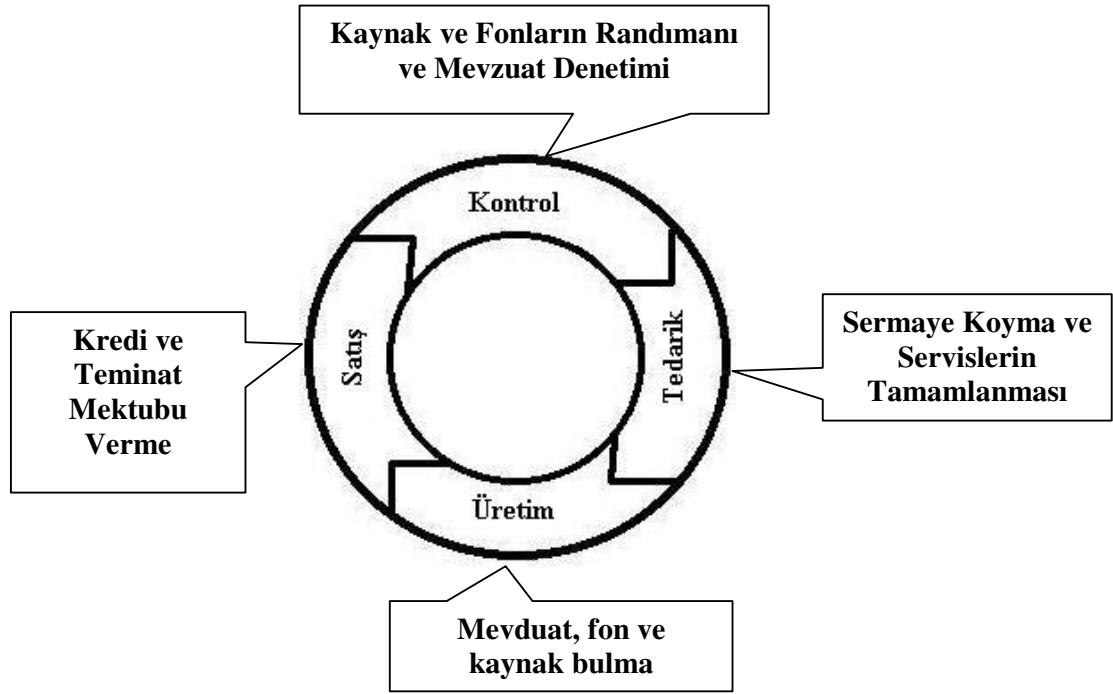 Kaynak ve Fonların Randımanı
ve Mevzuat Denetimi
Kontrol
Kredi ve
Teminat
Mektubu
Verme
Satış
Tedarik
Sermaye Koyma ve
Servislerin
Tamamlanması
Üretim
Mevduat, fon ve
kaynak bulma